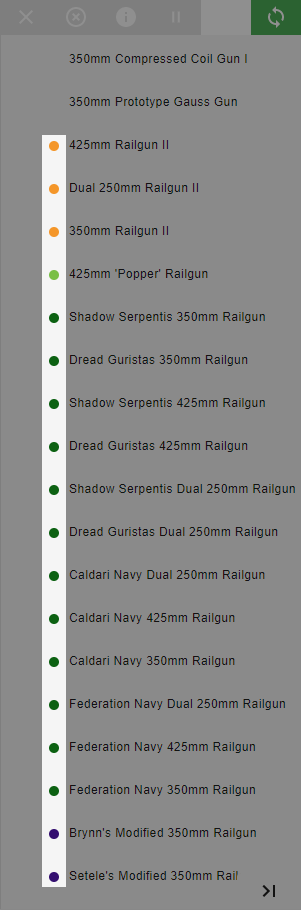 350mm Compressed Coil Gun I
350mm Prototype Gauss Gun
425mm Railgun II
Dual 250mm Railgun II
350mm Railgun II
425mm 'Popper' Railgun
Shadow Serpentis 350mm Railgun
Dread Guristas 350mm Railgun
Shadow Serpentis 425mm Railgun
Dread Guristas 425mm Railgun
Shadow Serpentis Dual 250mm Railgun
Dread Guristas Dual 250mm Railgun
Caldari Navy Dual 250mm Railgun
Caldari Navy 425mm Railgun
Caldari Navy 350mm Railgun
Federation Navy Dual 250mm Railgun
Federation Navy 425mm Railgun
Federation Navy 350mm Railgun
Brynn's Modified 350mm Railgun
Setele's Modified 350mm Rail